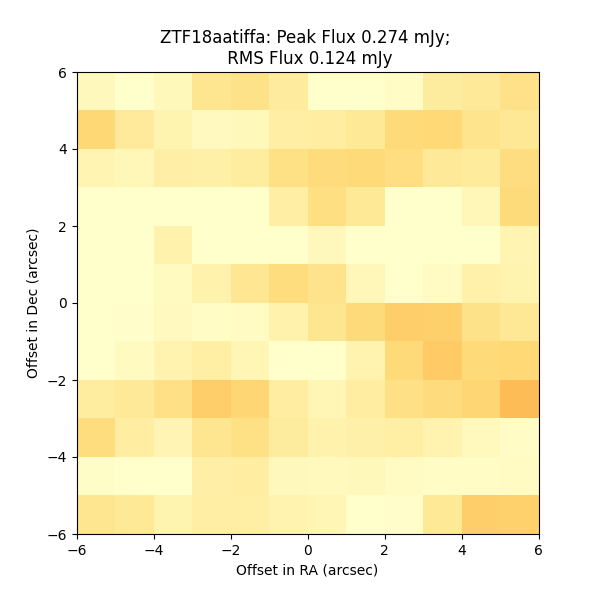 ZTF18aatiffa: Peak Flux 0.274 mJy;
RMS Flux 0.124 mJy
6
4
2
0
−2
−4
−6
Offset in Dec (arcsec)
−6 −4 −2 0 2 4 6
Offset in RA (arcsec)